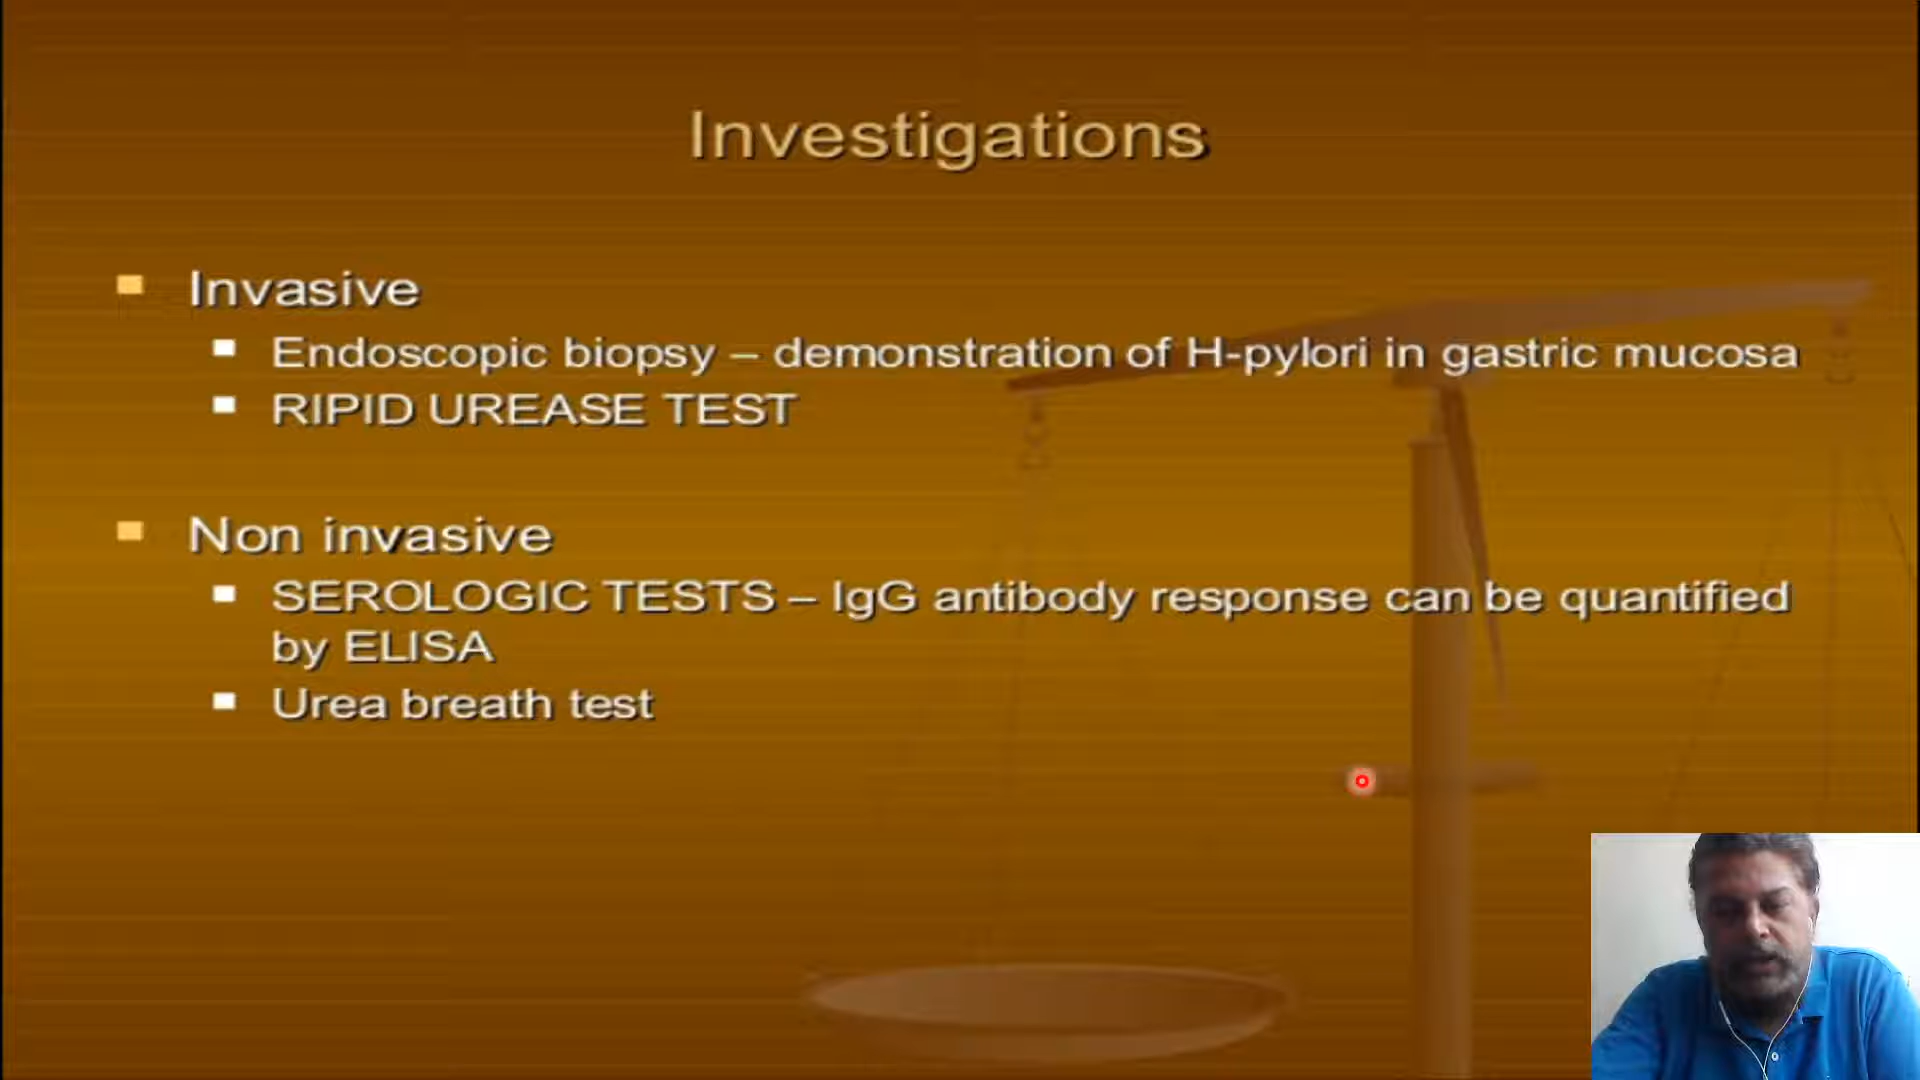 Investigations
Invasive
Endoscopic biopsy – demonstration of H-pylori in gastric mucosa
RIPID UREASE TEST
Non invasive
SEROLOGIC TESTS – IgG antibody response can be quantified
by ELISA
Urea breath test